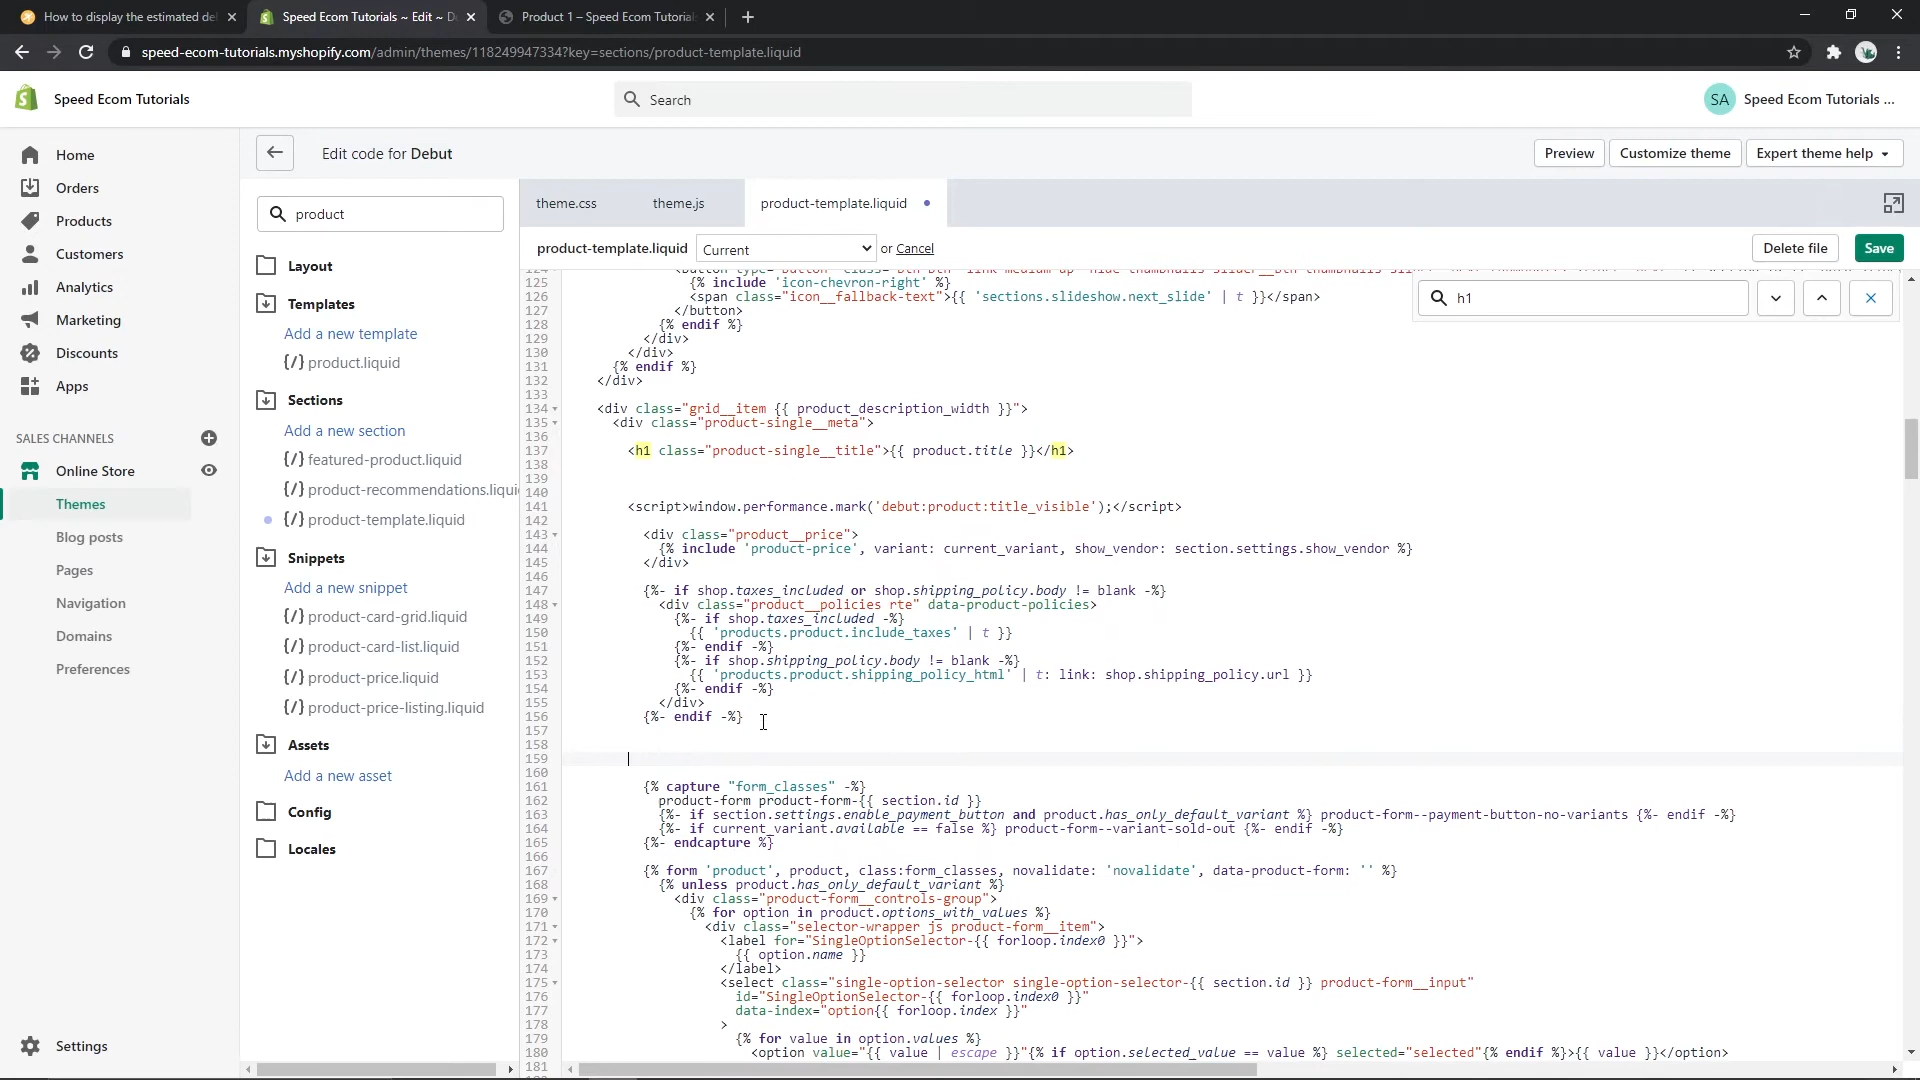 How to display the estimated de
Speed Ecom Tutorials ~ Edit ~ D
Product 1 – Speed Ecom Tutorial
speed-ecom-tutorials.myshopify.com/admin/themes/118249947334?key=sections/product-template.liquid
Speed Ecom Tutorials
Search
SA
Speed Ecom Tutorials ...
Home
Orders
Products
Customers
Analytics
Marketing
Discounts
Apps
SALES CHANNELS
Online Store
Themes
Blog posts
Pages
Navigation
Domains
Preferences
Settings
Edit code for Debut
Preview
Customize theme
Expert theme help
product
Layout
Templates
Add a new template
{/} product.liquid
Sections
Add a new section
{/} featured-product.liquid
{/} product-recommendations.liqui
{/} product-template.liquid
Snippets
Add a new snippet
{/} product-card-grid.liquid
{/} product-card-list.liquid
{/} product-price.liquid
{/} product-price-listing.liquid
Assets
Add a new asset
Config
Locales
theme.css
theme.js
product-template.liquid
product-template.liquid Current or Cancel
Delete file
Save
h1
125 {% include 'icon-chevron-right' %}
126 <span class="icon__fallback-text">{{ 'sections.slideshow.next_slide' | t }}</span>
127 </button>
128 {% endif %}
129 </div>
130 </div>
131 {% endif %}
132 </div>
133
134 <div class="grid__item {{ product_description_width }}">
135 <div class="product-single__meta">
136
137 <h1 class="product-single__title">{{ product.title }}</h1>
138
139
140
141 <script>window.performance.mark('debut:product:title_visible');</script>
142
143 <div class="product__price">
144 {% include 'product-price', variant: current_variant, show_vendor: section.settings.show_vendor %}
145 </div>
146
147 {%- if shop.taxes_included or shop.shipping_policy.body != blank -%}
148 <div class="product__policies rte" data-product-policies>
149 {%- if shop.taxes_included -%}
150 {{ 'products.product.include_taxes' | t }}
151 {%- endif -%}
152 {%- if shop.shipping_policy.body != blank -%}
153 {{ 'products.product.shipping_policy_html' | t: link: shop.shipping_policy.url }}
154 {%- endif -%}
155 </div>
156 {%- endif -%}
157
158
159
160
161 {% capture "form_classes" -%}
162 product-form product-form-{{ section.id }}
163 {%- if section.settings.enable_payment_button and product.has_only_default_variant %} product-form--payment-button-no-variants {%- endif -%}
164 {%- if current_variant.available == false %} product-form--variant-sold-out {%- endif -%}
165 {%- endcapture %}
166
167 {% form 'product', product, class:form_classes, novalidate: 'novalidate', data-product-form: '' %}
168 {% unless product.has_only_default_variant %}
169 <div class="product-form__controls-group">
170 {% for option in product.options_with_values %}
171 <div class="selector-wrapper js product-form__item">
172 <label for="SingleOptionSelector-{{ forloop.index0 }}">
173 {{ option.name }}
174 </label>
175 <select class="single-option-selector single-option-selector-{{ section.id }} product-form__input"
176 id="SingleOptionSelector-{{ forloop.index0 }}"
177 data-index="option{{ forloop.index }}"
178 >
179 {% for value in option.values %}
180 <option value="{{ value | escape }}"{% if option.selected_value == value %} selected="selected"{% endif %}>{{ value }}</option>
181